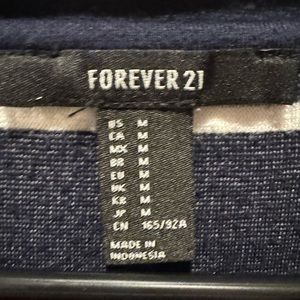 FOREVER 21
US M
CA M
MX M
BR M
EU M
UK M
KR M
JP M
CN 165/92A
MADE IN
INDONESIA